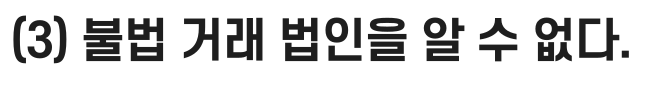 (3) 불법 거래 법인을 알 수 없다.